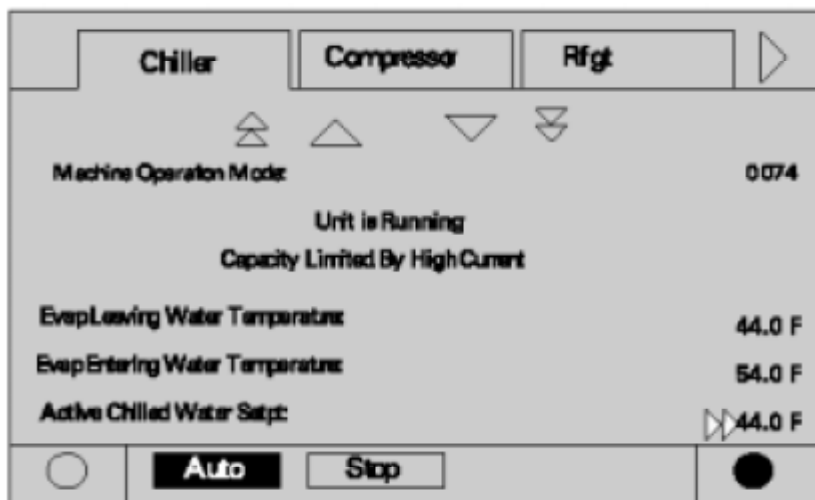 Chiller Compressor Rfgt
Machine Operation Mode: 0074
Unit is Running
Capacity Limited By High Current
Evap Leaving Water Temperature: 44.0 F
Evap Entering Water Temperature: 54.0 F
Active Chilled Water Setpt: 44.0 F
Auto Stop